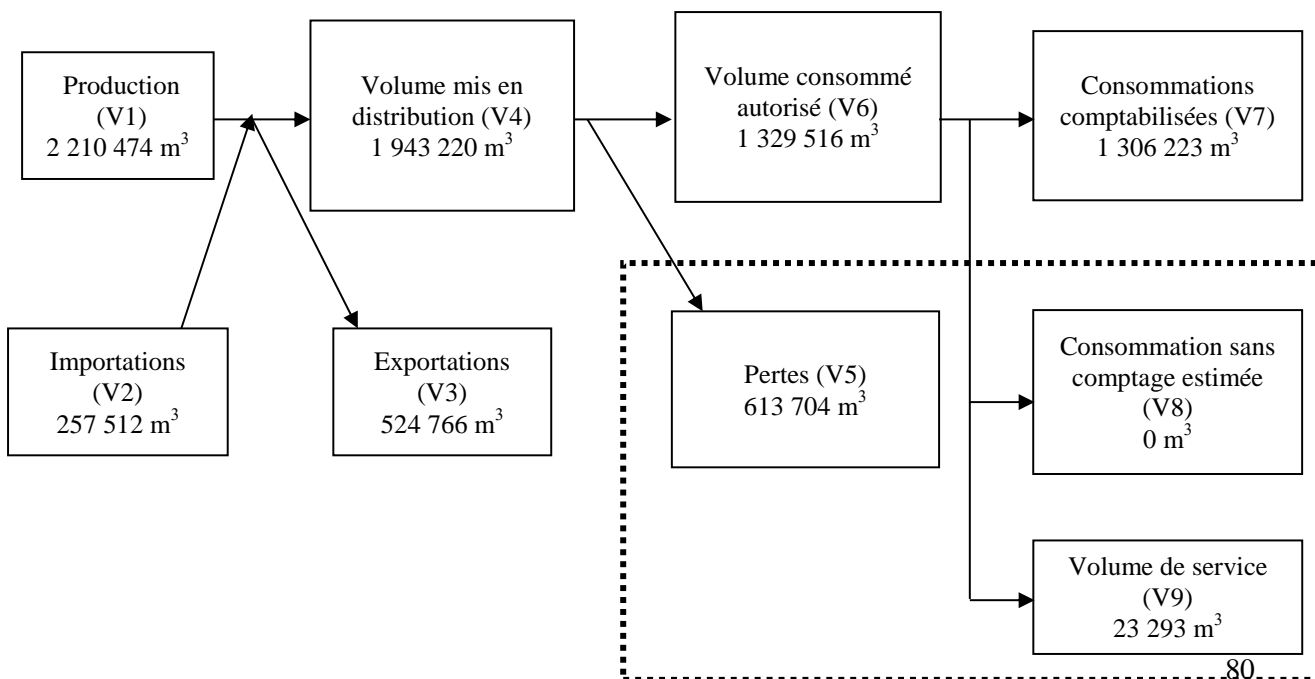 Production
(V1)
2 210 474 m³
Volume mis en
distribution (V4)
1 943 220 m³
Volume consommé
autorisé (V6)
1 329 516 m³
Consommations
comptabilisées (V7)
1 306 223 m³
Importations
(V2)
257 512 m³
Exportations
(V3)
524 766 m³
Pertes (V5)
613 704 m³
Consommation sans
comptage estimée
(V8)
0 m³
Volume de service
(V9)
23 293 m³
80